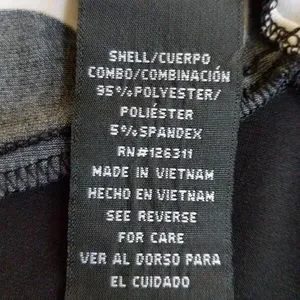 SHELL/CUERPO
COMBO/COMBINACIÓN
95%POLYESTER/
POLIÉSTER
5%SPANDEX
RN#126311
MADE IN VIETNAM
HECHO EN VIETNAM
SEE REVERSE
FOR CARE
VER AL DORSO PARA
EL CUIDADO